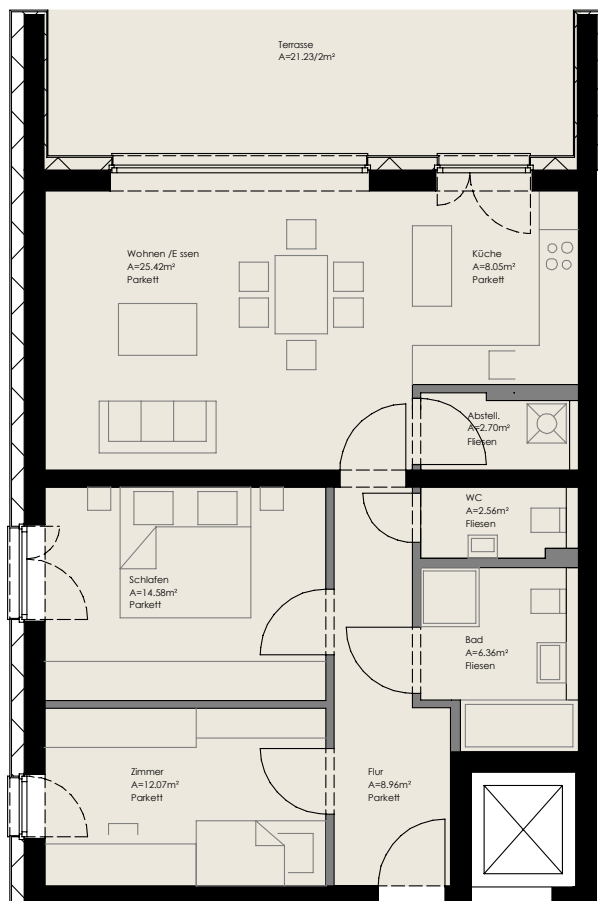 Terrasse
A=21.23/2m²
Wohnen /E ssen
A=25.42m²
Parkett
Küche
A=8.05m²
Parkett
Abstell.
A=2.70m²
Fliesen
WC
A=2.56m²
Fliesen
Schlafen
A=14.58m²
Parkett
Bad
A=6.36m²
Fliesen
Zimmer
A=12.07m²
Parkett
Flur
A=8.96m²
Parkett